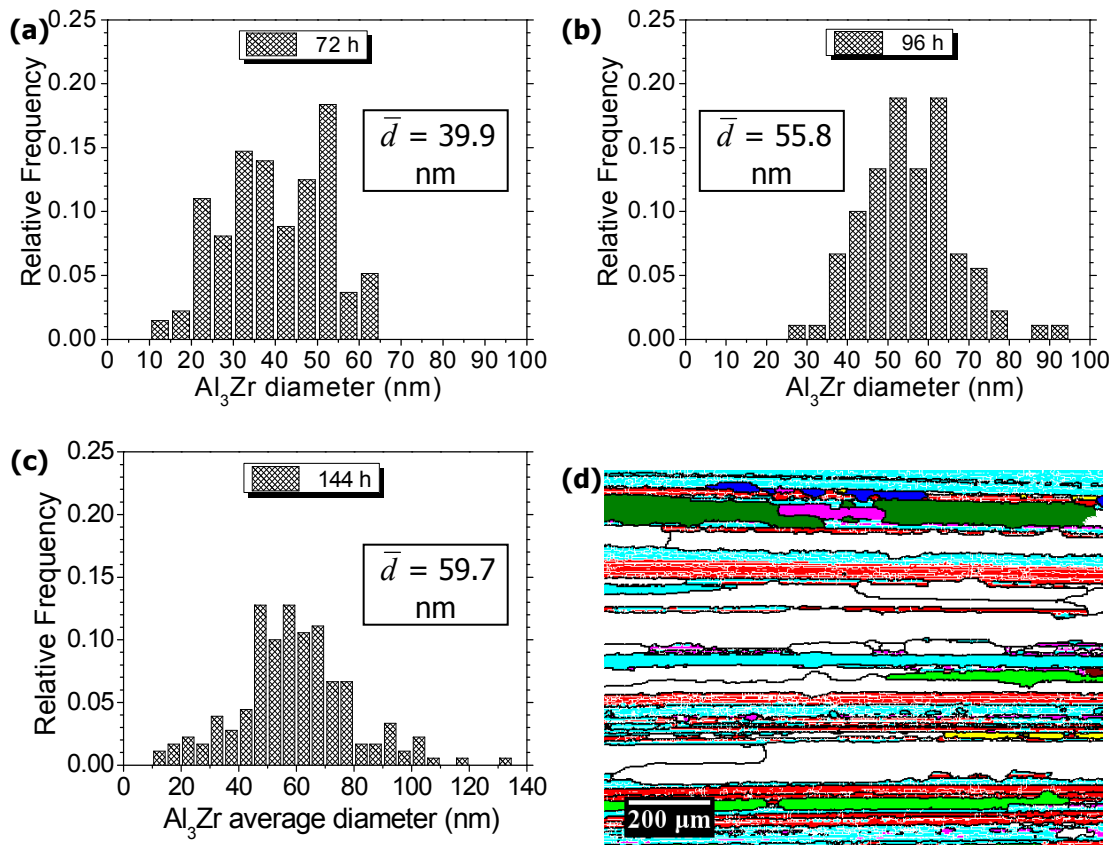 (a)
0.25
0.20
0.15
0.10
0.05
0.00
Relative Frequency
72 h
d̅ = 39.9
nm
0 10 20 30 40 50 60 70 80 90 100
Al₃Zr diameter (nm)
(b)
0.25
0.20
0.15
0.10
0.05
0.00
Relative Frequency
96 h
d̅ = 55.8
nm
0 10 20 30 40 50 60 70 80 90 100
Al₃Zr diameter (nm)
(c)
0.25
0.20
0.15
0.10
0.05
0.00
Relative Frequency
144 h
d̅ = 59.7
nm
0 20 40 60 80 100 120 140
Al₃Zr average diameter (nm)
(d)
200 µm